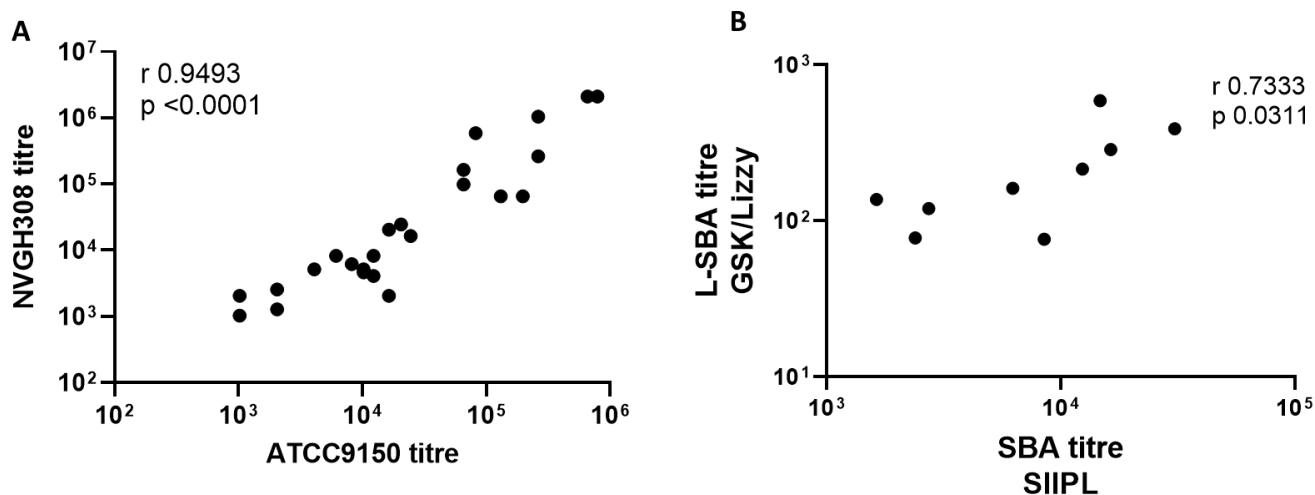 A
10⁷
10⁶
10⁵
10⁴
10³
10²
NVGH308 titre
r 0.9493
p <0.0001
10² 10³ 10⁴ 10⁵ 10⁶
ATCC9150 titre
B
10³
10²
10¹
L-SBA titre
GSK/Lizzy
r 0.7333
p 0.0311
10³ 10⁴ 10⁵
SBA titre
SIIPL